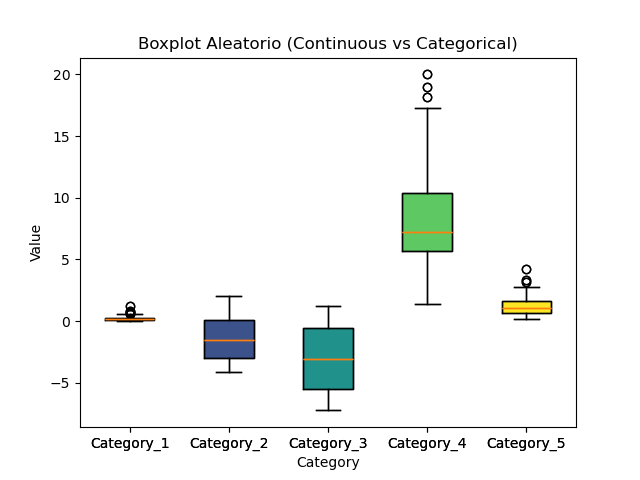 Boxplot Aleatorio (Continuous vs Categorical)
20
15
10
5
0
−5
Value
Category_1 Category_2 Category_3 Category_4 Category_5
Category